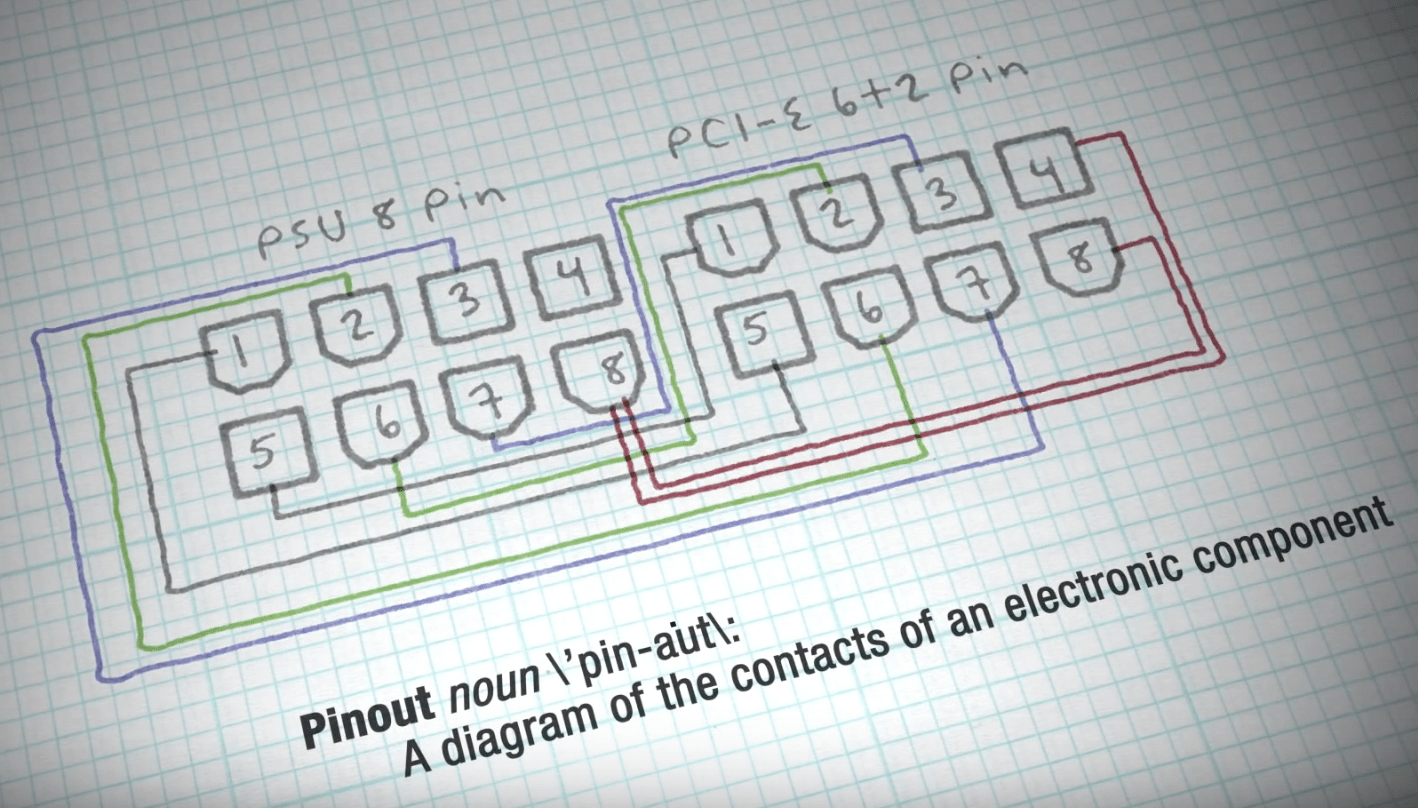 PCI-E 6+2 Pin
PSU 8 Pin
1 2 3 4
5 6 7 8
1 2 3 4
5 6 7 8
Pinout noun \'pin-aút\:
A diagram of the contacts of an electronic component